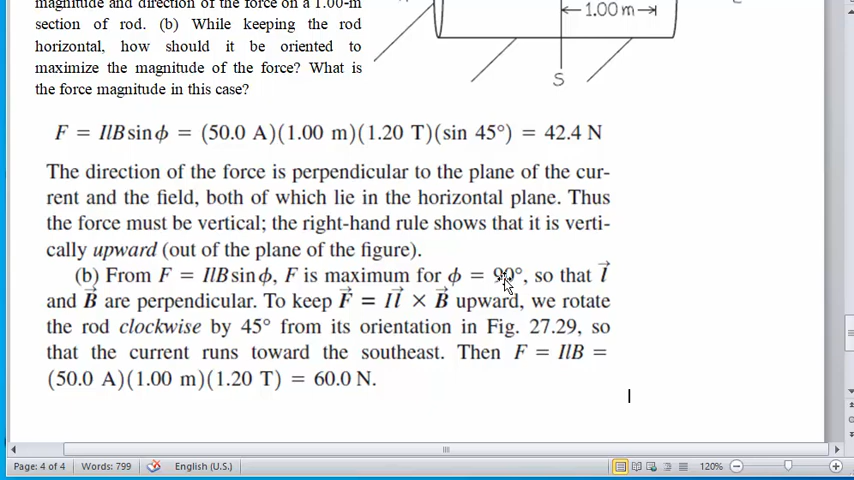 magnitude and direction of the force on a 1.00-m
section of rod. (b) While keeping the rod
horizontal, how should it be oriented to
maximize the magnitude of the force? What is
the force magnitude in this case?
1.00 m
S
F = IlB sin ϕ = (50.0 A)(1.00 m)(1.20 T)(sin 45°) = 42.4 N
The direction of the force is perpendicular to the plane of the cur-
rent and the field, both of which lie in the horizontal plane. Thus
the force must be vertical; the right-hand rule shows that it is verti-
cally upward (out of the plane of the figure).
(b) From F = IlB sin ϕ, F is maximum for ϕ = 90°, so that l⃗
and B⃗ are perpendicular. To keep F⃗ = Il⃗ × B⃗ upward, we rotate
the rod clockwise by 45° from its orientation in Fig. 27.29, so
that the current runs toward the southeast. Then F = IlB =
(50.0 A)(1.00 m)(1.20 T) = 60.0 N.
Page: 4 of 4 Words: 799 English (U.S.) 120%